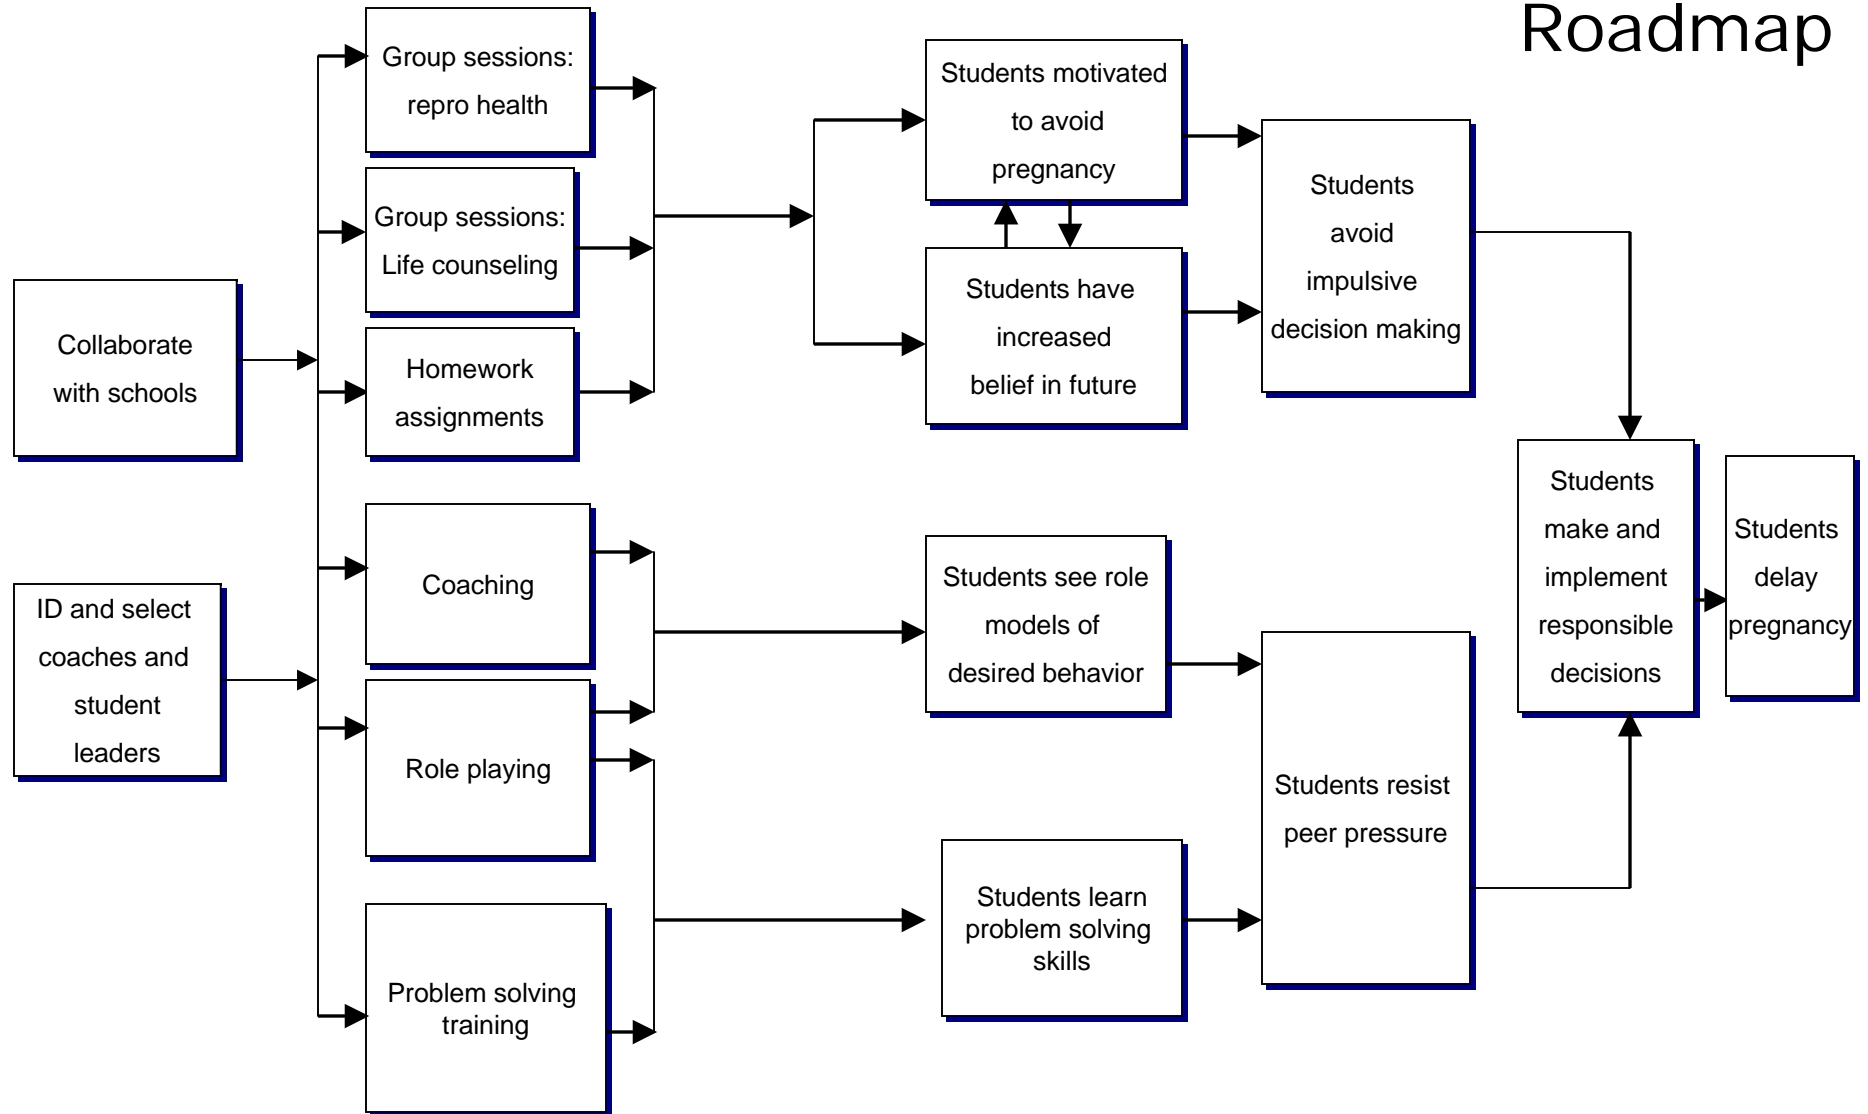 Roadmap
Group sessions:
repro health
Group sessions:
Life counseling
Homework
assignments
Collaborate
with schools
ID and select
coaches and
student
leaders
Coaching
Role playing
Problem solving
training
Students motivated
to avoid
pregnancy
Students have
increased
belief in future
Students see role
models of
desired behavior
Students learn
problem solving
skills
Students
avoid
impulsive
decision making
Students resist
peer pressure
Students
make and
implement
responsible
decisions
Students
delay
pregnancy